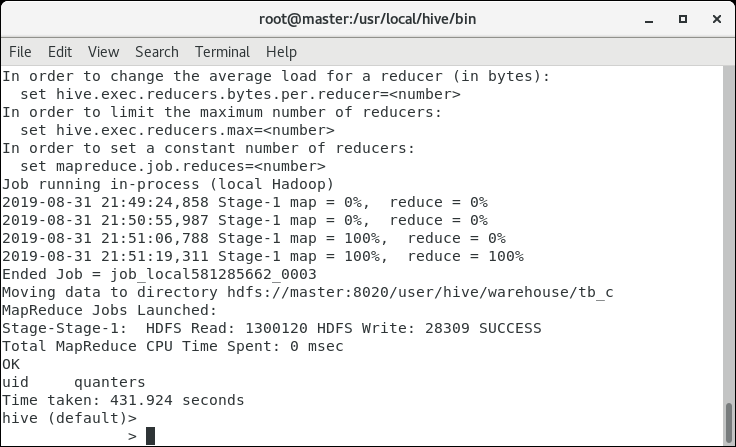 root@master:/usr/local/hive/bin
File Edit View Search Terminal Help
In order to change the average load for a reducer (in bytes):
  set hive.exec.reducers.bytes.per.reducer=<number>
In order to limit the maximum number of reducers:
  set hive.exec.reducers.max=<number>
In order to set a constant number of reducers:
  set mapreduce.job.reduces=<number>
Job running in-process (local Hadoop)
2019-08-31 21:49:24,858 Stage-1 map = 0%,  reduce = 0%
2019-08-31 21:50:55,987 Stage-1 map = 0%,  reduce = 0%
2019-08-31 21:51:06,788 Stage-1 map = 100%,  reduce = 0%
2019-08-31 21:51:19,311 Stage-1 map = 100%,  reduce = 100%
Ended Job = job_local581285662_0003
Moving data to directory hdfs://master:8020/user/hive/warehouse/tb_c
MapReduce Jobs Launched:
Stage-Stage-1:  HDFS Read: 1300120 HDFS Write: 28309 SUCCESS
Total MapReduce CPU Time Spent: 0 msec
OK
uid     quanters
Time taken: 431.924 seconds
hive (default)>
              >